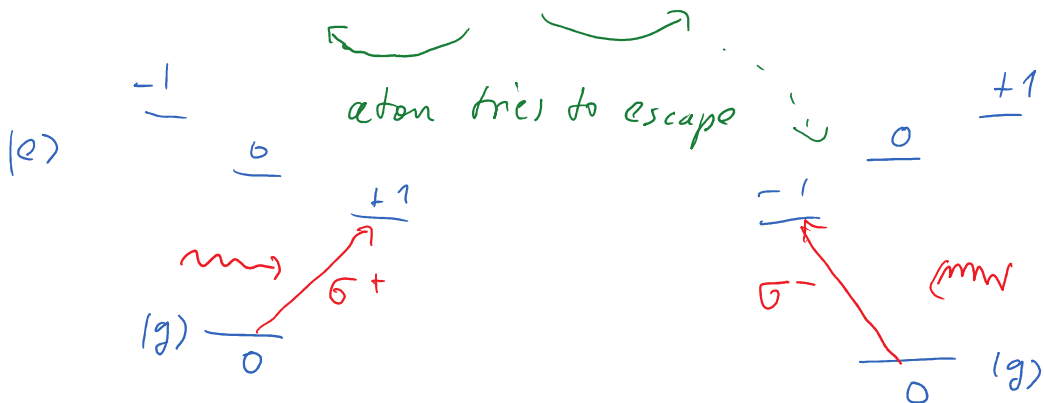 -1
+1
aton tries to escape
|e)
0
0
+1
-1
σ+
σ-
|g)
0
|g)
0